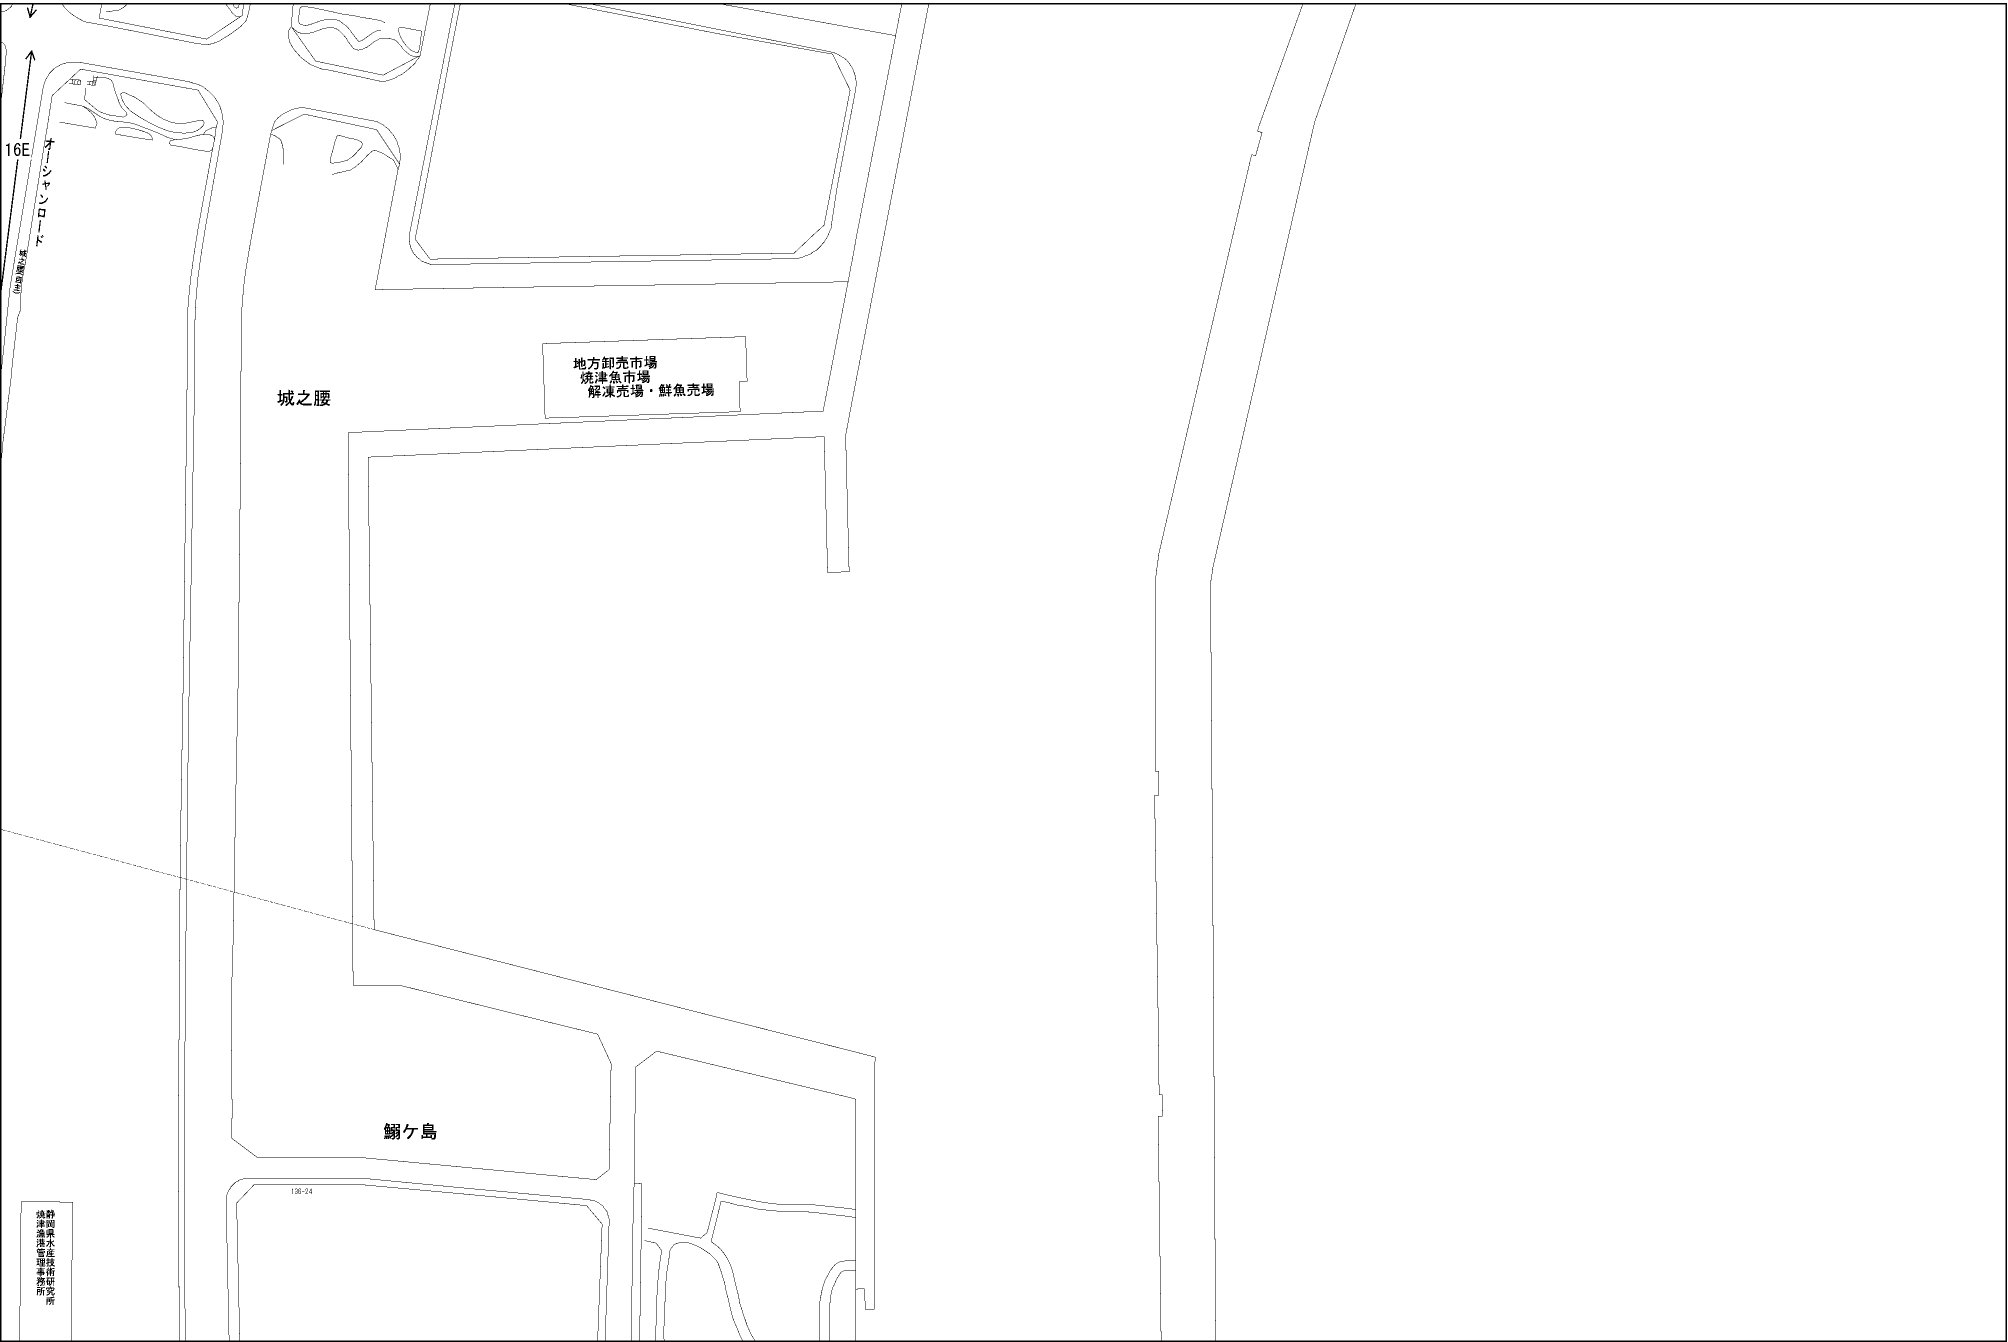 16E
オーシャンロード
地方卸売市場
焼津魚市場
解凍売場・鮮魚売場
城之腰
鰯ケ島
136-24
静岡県水産技術研究所
焼津漁港管理事務所